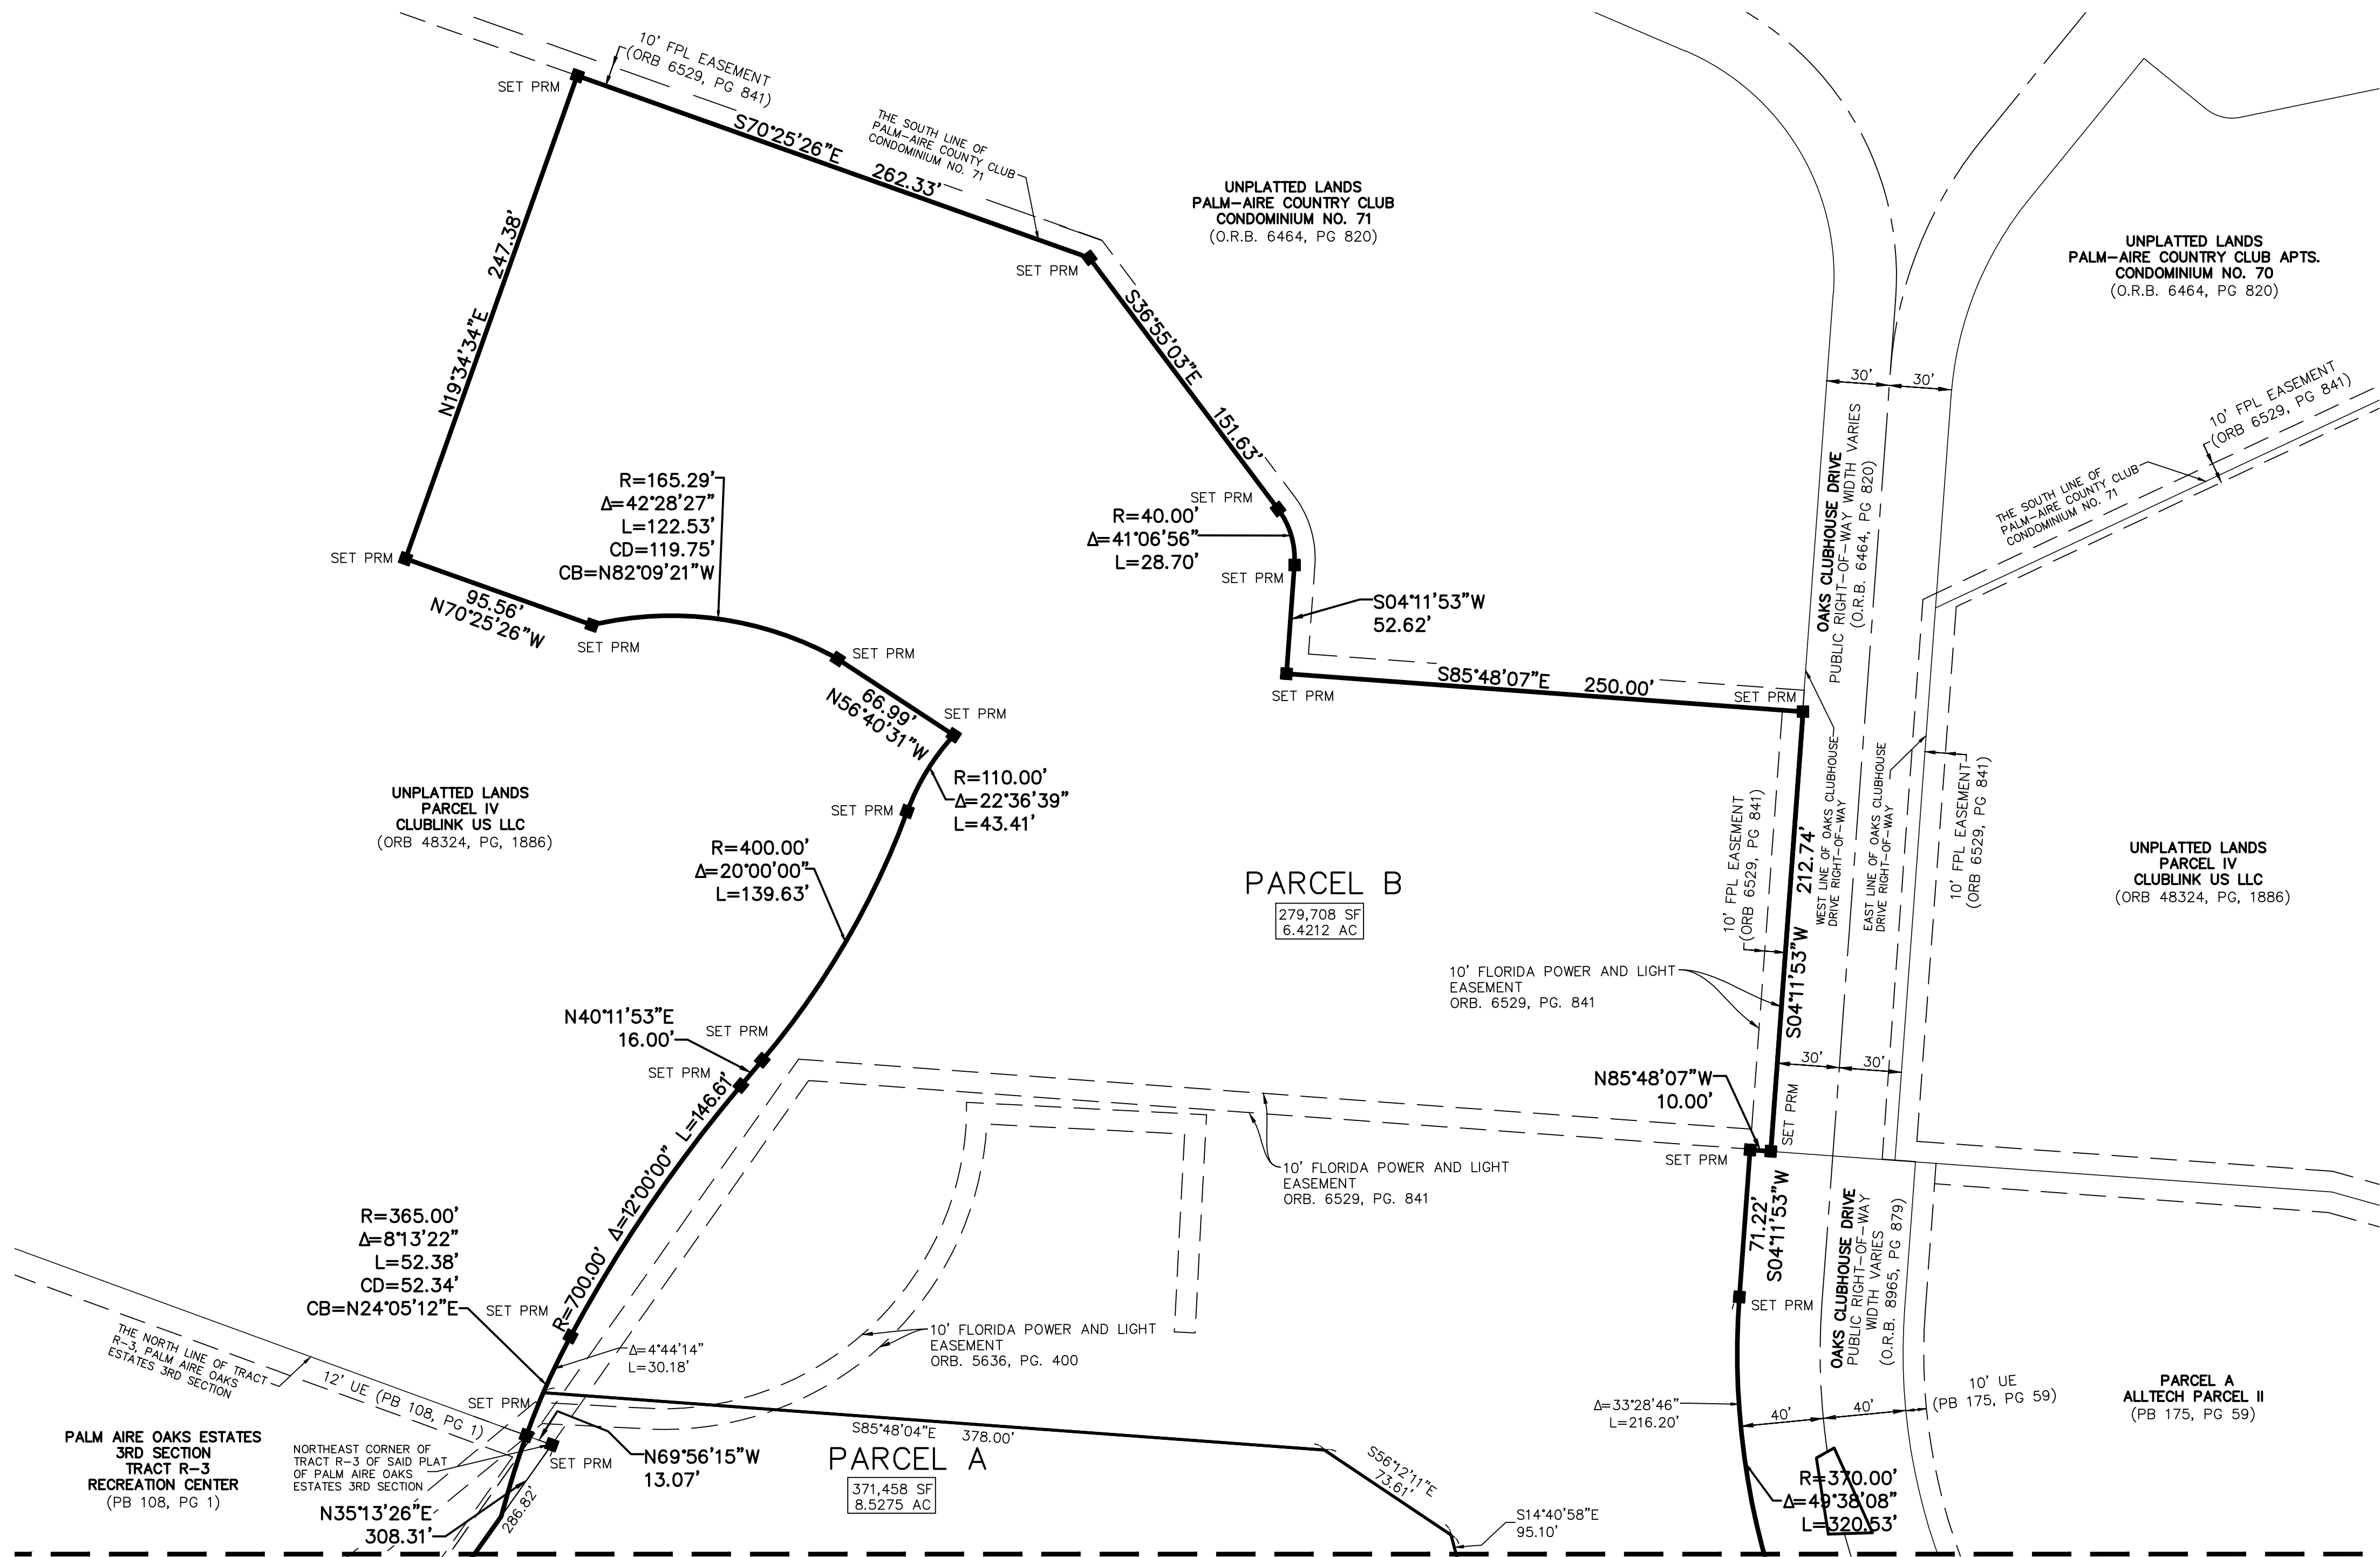 10' FPL EASEMENT
(ORB 6529, PG 841)
SET PRM
S70°25'26"E
262.33'
THE SOUTH LINE OF
PALM-AIRE COUNTY CLUB
CONDOMINIUM NO. 71
SET PRM
UNPLATTED LANDS
PALM-AIRE COUNTRY CLUB
CONDOMINIUM NO. 71
(O.R.B. 6464, PG 820)
UNPLATTED LANDS
PALM-AIRE COUNTRY CLUB APTS.
CONDOMINIUM NO. 70
(O.R.B. 6464, PG 820)
N19°34'34"E
247.38'
S36°55'03"E
151.63'
30'
30'
10' FPL EASEMENT
(ORB 6529, PG 841)
THE SOUTH LINE OF
PALM-AIRE COUNTY CLUB
CONDOMINIUM NO. 71
OAKS CLUBHOUSE DRIVE
PUBLIC RIGHT-OF-WAY WIDTH VARIES
(O.R.B. 6464, PG 820)
R=165.29'
Δ=42°28'27"
L=122.53'
CD=119.75'
CB=N82°09'21"W
SET PRM
R=40.00'
Δ=41°06'56"
L=28.70'
SET PRM
SET PRM
95.56'
N70°25'26"W
SET PRM
S04°11'53"W
52.62'
SET PRM
SET PRM
S85°48'07"E
250.00'
SET PRM
66.99'
N56°40'31"W
SET PRM
R=110.00'
Δ=22°36'39"
L=43.41'
SET PRM
UNPLATTED LANDS
PARCEL IV
CLUBLINK US LLC
(ORB 48324, PG, 1886)
R=400.00'
Δ=20°00'00"
L=139.63'
PARCEL B
279,708 SF
6.4212 AC
10' FPL EASEMENT
(ORB 6529, PG 841)
S04°11'53"W
212.74'
WEST LINE OF OAKS CLUBHOUSE
DRIVE RIGHT-OF-WAY
EAST LINE OF OAKS CLUBHOUSE
DRIVE RIGHT-OF-WAY
10' FPL EASEMENT
(ORB 6529, PG 841)
UNPLATTED LANDS
PARCEL IV
CLUBLINK US LLC
(ORB 48324, PG, 1886)
10' FLORIDA POWER AND LIGHT
EASEMENT
ORB. 6529, PG. 841
N40°11'53"E
16.00'
SET PRM
SET PRM
30'
30'
N85°48'07"W
10.00'
SET PRM
SET PRM
10' FLORIDA POWER AND LIGHT
EASEMENT
ORB. 6529, PG. 841
R=700.00'
Δ=12°00'00"
L=146.61'
71.22'
S04°11'53"W
OAKS CLUBHOUSE DRIVE
PUBLIC RIGHT-OF-WAY
WIDTH VARIES
(O.R.B. 8965, PG 879)
R=365.00'
Δ=8°13'22"
L=52.38'
CD=52.34'
CB=N24°05'12"E
SET PRM
SET PRM
THE NORTH LINE OF TRACT
R-3, PALM AIRE OAKS
ESTATES 3RD SECTION
12' UE (PB 108, PG 1)
Δ=4°44'14"
L=30.18'
10' FLORIDA POWER AND LIGHT
EASEMENT
ORB. 5636, PG. 400
SET PRM
S85°48'04"E
378.00'
Δ=33°28'46"
L=216.20'
40'
40'
10' UE
(PB 175, PG 59)
PARCEL A
ALLTECH PARCEL II
(PB 175, PG 59)
PALM AIRE OAKS ESTATES
3RD SECTION
TRACT R-3
RECREATION CENTER
(PB 108, PG 1)
NORTHEAST CORNER OF
TRACT R-3 OF SAID PLAT
OF PALM AIRE OAKS
ESTATES 3RD SECTION
SET PRM
N69°56'15"W
13.07'
PARCEL A
371,458 SF
8.5275 AC
S56°12'11"E
73.61'
N35°13'26"E
308.31'
286.82'
S14°40'58"E
95.10'
R=370.00'
Δ=49°38'08"
L=320.53'